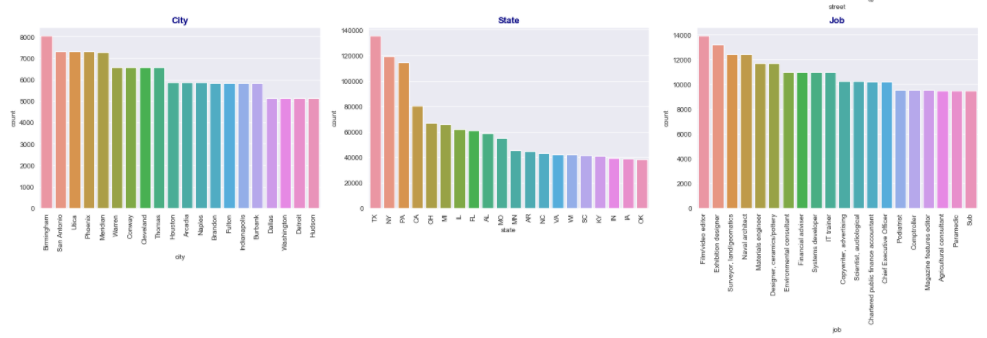 street
City
count
8000
7000
6000
5000
4000
3000
2000
1000
0
Birmingham
San Antonio
Utica
Phoenix
Meridian
Warren
Conway
Cleveland
Thomas
Houston
Arcadia
Naples
Brandon
Fulton
Indianapolis
Burbank
Dallas
Washington
Detroit
Hudson
city
State
count
140000
120000
100000
80000
60000
40000
20000
0
TX
NY
PA
CA
OH
MI
IL
FL
AL
MO
MN
AR
NC
VA
WI
SC
KY
IN
IA
OK
state
Job
count
14000
12000
10000
8000
6000
4000
2000
0
Film/video editor
Exhibition designer
Surveyor, land/geomatics
Naval architect
Materials engineer
Designer, ceramics/pottery
Environmental consultant
Financial adviser
Systems developer
IT trainer
Copywriter, advertising
Scientist, audiological
Chartered public finance accountant
Chief Executive Officer
Podiatrist
Comptroller
Magazine features editor
Agricultural consultant
Paramedic
Sub
job